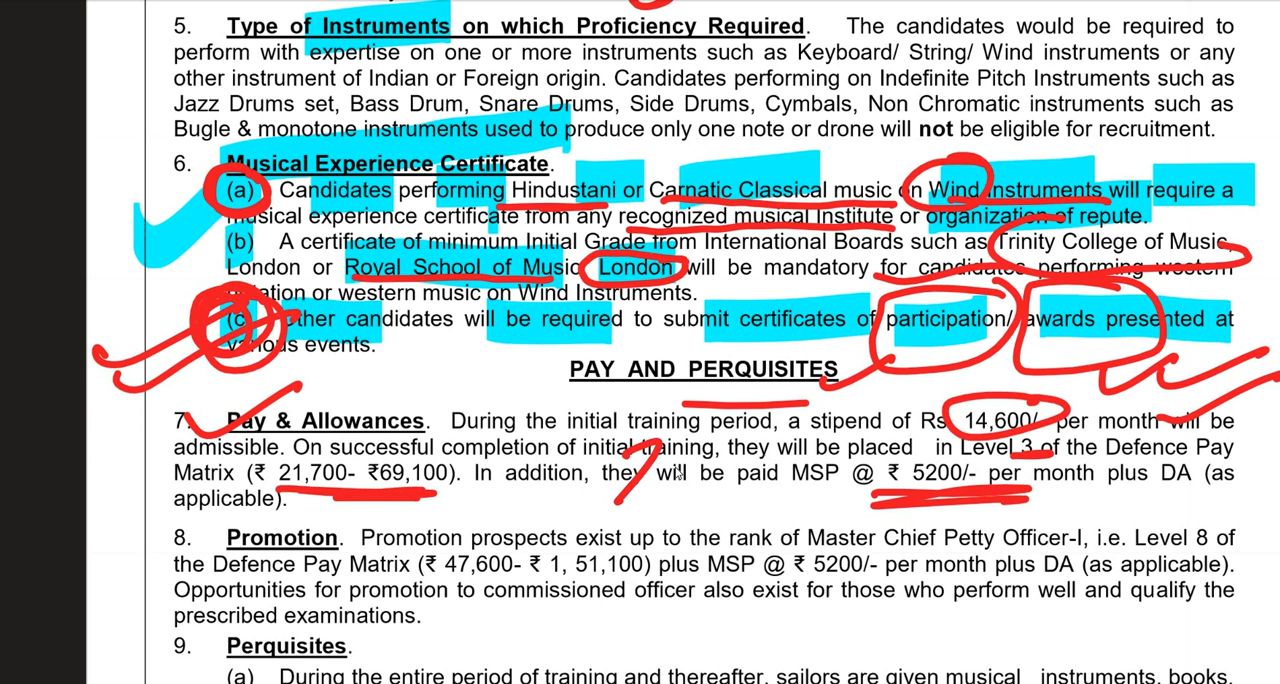 5. Type of Instruments on which Proficiency Required. The candidates would be required to
perform with expertise on one or more instruments such as Keyboard/ String/ Wind instruments or any
other instrument of Indian or Foreign origin. Candidates performing on Indefinite Pitch Instruments such as
Jazz Drums set, Bass Drum, Snare Drums, Side Drums, Cymbals, Non Chromatic instruments such as
Bugle & monotone instruments used to produce only one note or drone will not be eligible for recruitment.
6. Musical Experience Certificate.
(a) Candidates performing Hindustani or Carnatic Classical music on Wind Instruments will require a
musical experience certificate from any recognized musical Institute or organization of repute.
(b) A certificate of minimum Initial Grade from International Boards such as Trinity College of Music,
London or Royal School of Music London will be mandatory for candidates performing western
notation or western music on Wind Instruments.
(c) Other candidates will be required to submit certificates of participation/ awards presented at
various events.
PAY AND PERQUISITES
7. Pay & Allowances. During the initial training period, a stipend of Rs 14,600/- per month will be
admissible. On successful completion of initial training, they will be placed in Level 3 of the Defence Pay
Matrix (₹ 21,700- ₹69,100). In addition, they will be paid MSP @ ₹ 5200/- per month plus DA (as
applicable).
8. Promotion. Promotion prospects exist up to the rank of Master Chief Petty Officer-I, i.e. Level 8 of
the Defence Pay Matrix (₹ 47,600- ₹ 1, 51,100) plus MSP @ ₹ 5200/- per month plus DA (as applicable).
Opportunities for promotion to commissioned officer also exist for those who perform well and qualify the
prescribed examinations.
9. Perquisites.
(a) During the entire period of training and thereafter, sailors are given musical instruments, books,